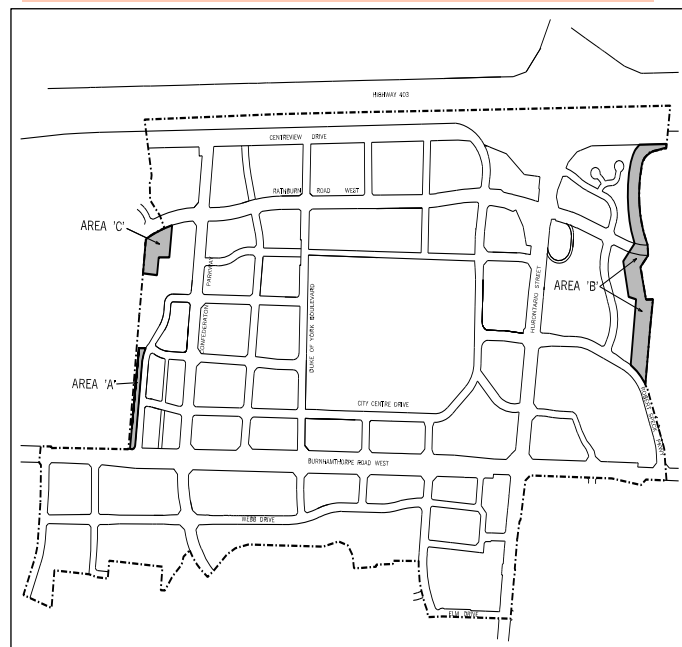 HIGHWAY 403
CENTREVIEW DRIVE
RATHBURN ROAD WEST
AREA 'C'
PARKWAY
CONFEDERATION
DUKE OF YORK BOULEVARD
HURONTARIO STREET
AREA 'B'
AREA 'A'
CITY CENTRE DRIVE
BURNHAMTHORPE ROAD WEST
WEBB DRIVE
ELM DRIVE